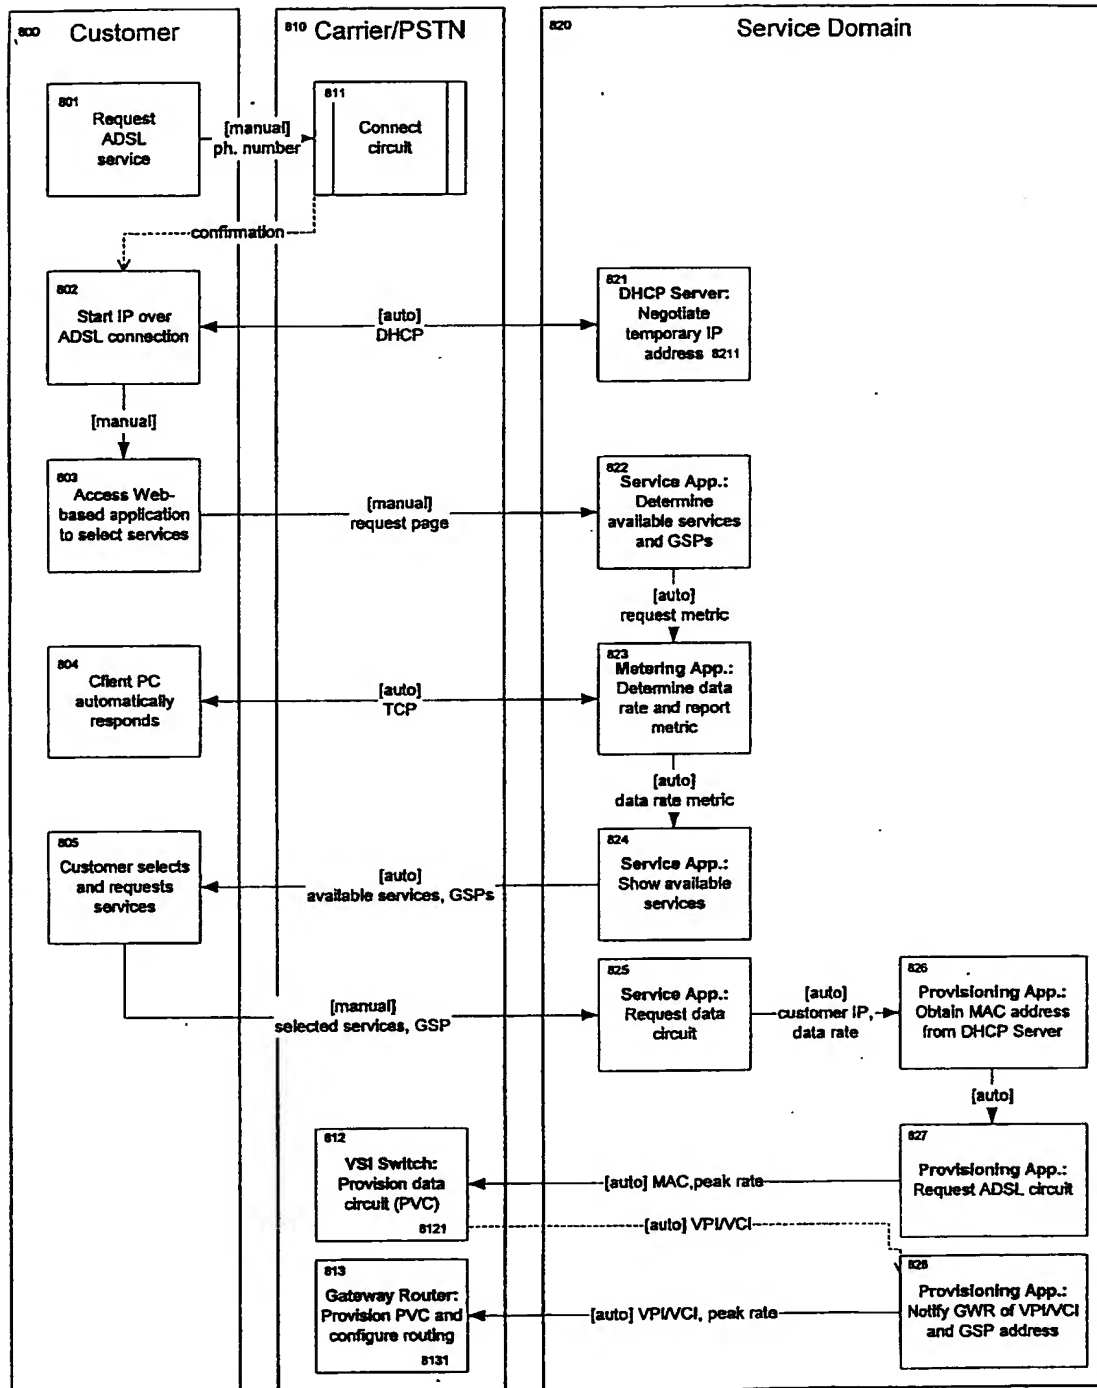 800 Customer
810 Carrier/PSTN
820 Service Domain
801
Request
ADSL
service
[manual]
ph. number
811
Connect
circuit
confirmation
802
Start IP over
ADSL connection
[auto]
DHCP
821
DHCP Server:
Negotiate
temporary IP
address 8211
[manual]
803
Access Web-
based application
to select services
[manual]
request page
822
Service App.:
Determine
available services
and GSPs
[auto]
request metric
804
Client PC
automatically
responds
[auto]
TCP
823
Metering App.:
Determine data
rate and report
metric
[auto]
data rate metric
805
Customer selects
and requests
services
[auto]
available services, GSPs
824
Service App.:
Show available
services
[manual]
selected services, GSP
825
Service App.:
Request data
circuit
[auto]
customer IP,
data rate
826
Provisioning App.:
Obtain MAC address
from DHCP Server
[auto]
812
VSI Switch:
Provision data
circuit (PVC)
8121
[auto] MAC,peak rate
827
Provisioning App.:
Request ADSL circuit
[auto] VPI/VCI
813
Gateway Router:
Provision PVC and
configure routing
8131
[auto] VPI/VCI, peak rate
828
Provisioning App.:
Notify GWR of VPI/VCI
and GSP address